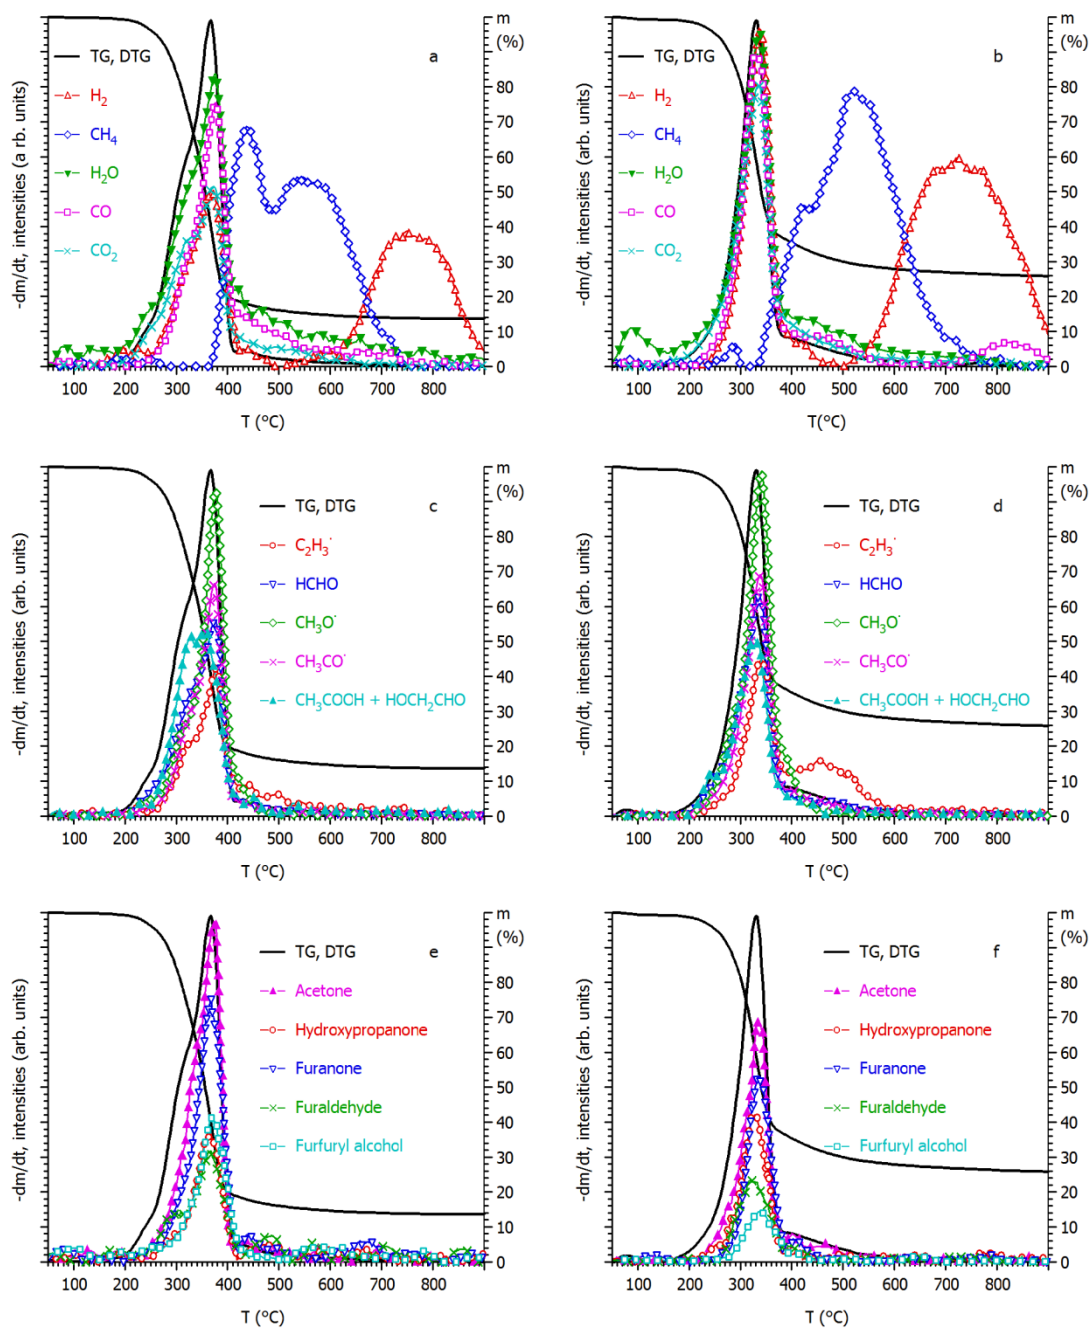 m
(%)
-dm/dt, intensities (a rb. units)
TG, DTG
a
H2
CH4
H2O
CO
CO2
80
70
60
50
40
30
20
10
0
100 200 300 400 500 600 700 800
T (°C)
m
(%)
-dm/dt, intensities (arb. units)
TG, DTG
b
H2
CH4
H2O
CO
CO2
80
70
60
50
40
30
20
10
0
100 200 300 400 500 600 700 800
T(°C)
m
(%)
-dm/dt, intensities (arb. units)
TG, DTG
c
C2H3·
HCHO
CH3O·
CH3CO·
CH3COOH + HOCH2CHO
80
70
60
50
40
30
20
10
0
100 200 300 400 500 600 700 800
T (°C)
m
(%)
-dm/dt, intensities (arb. units)
TG, DTG
d
C2H3·
HCHO
CH3O·
CH3CO·
CH3COOH + HOCH2CHO
80
70
60
50
40
30
20
10
0
100 200 300 400 500 600 700 800
T (°C)
m
(%)
-dm/dt, intensities (arb. units)
TG, DTG
e
Acetone
Hydroxypropanone
Furanone
Furaldehyde
Furfuryl alcohol
80
70
60
50
40
30
20
10
0
100 200 300 400 500 600 700 800
T (°C)
m
(%)
-dm/dt, intensities (arb. units)
TG, DTG
f
Acetone
Hydroxypropanone
Furanone
Furaldehyde
Furfuryl alcohol
80
70
60
50
40
30
20
10
0
100 200 300 400 500 600 700 800
T (°C)